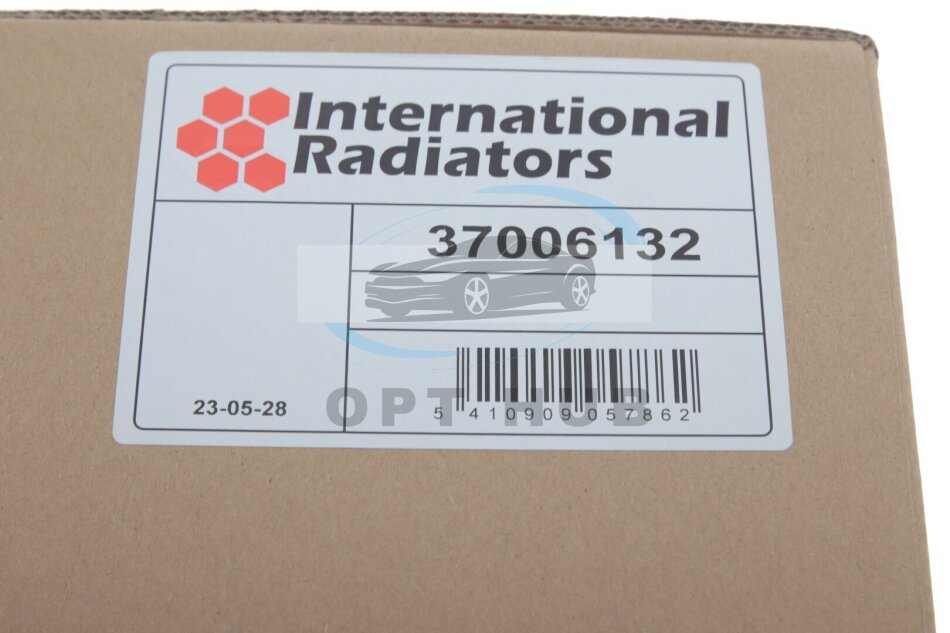 International
Radiators
37006132
23-05-28
OPT HUB
5 410909 057862